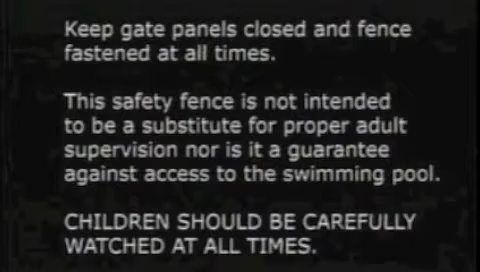 Keep gate panels closed and fence
fastened at all times.
This safety fence is not intended
to be a substitute for proper adult
supervision nor is it a guarantee
against access to the swimming pool.
CHILDREN SHOULD BE CAREFULLY
WATCHED AT ALL TIMES.